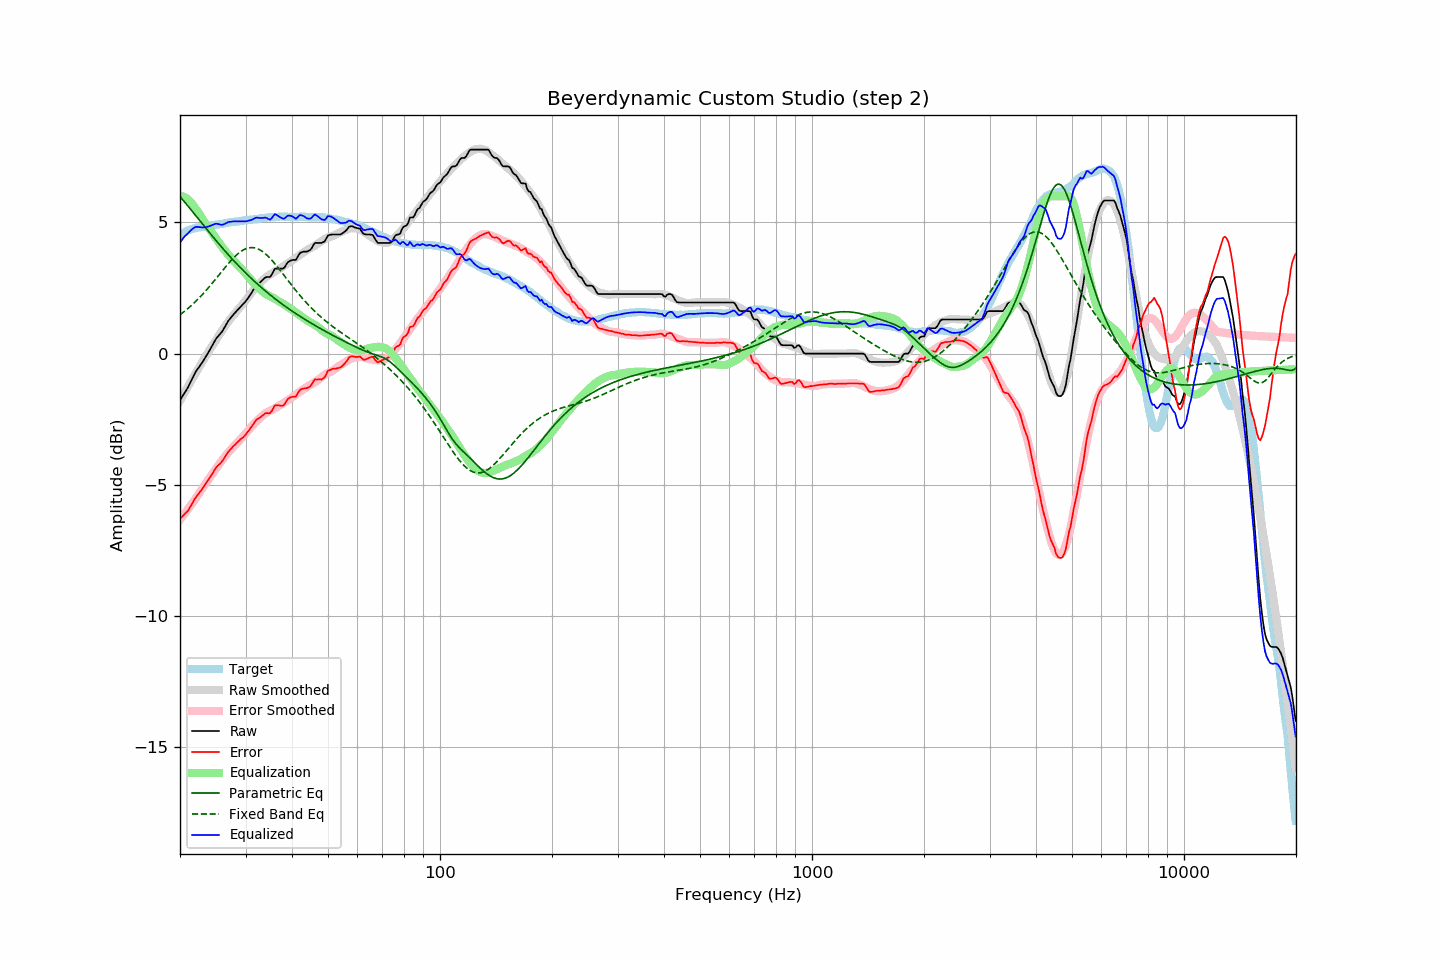 Beyerdynamic Custom Studio (step 2)
Amplitude (dBr)
5
0
−5
−10
−15
Target
Raw Smoothed
Error Smoothed
Raw
Error
Equalization
Parametric Eq
Fixed Band Eq
Equalized
100
1000
10000
Frequency (Hz)